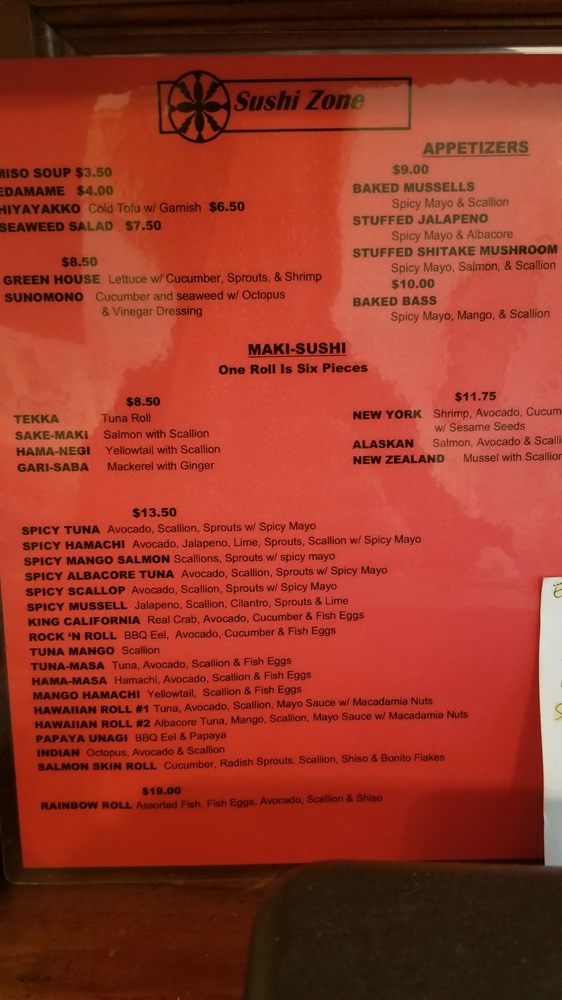 Sushi Zone
MISO SOUP $3.50
EDAMAME $4.00
HIYAYAKKO Cold Tofu w/ Garnish $6.50
SEAWEED SALAD $7.50
$8.50
GREEN HOUSE Lettuce w/ Cucumber, Sprouts, & Shrimp
SUNOMONO Cucumber and seaweed w/ Octopus
& Vinegar Dressing
APPETIZERS
$9.00
BAKED MUSSELLS
Spicy Mayo & Scallion
STUFFED JALAPENO
Spicy Mayo & Albacore
STUFFED SHITAKE MUSHROOM
Spicy Mayo, Salmon, & Scallion
$10.00
BAKED BASS
Spicy Mayo, Mango, & Scallion
MAKI-SUSHI
One Roll Is Six Pieces
$8.50
TEKKA Tuna Roll
SAKE-MAKI Salmon with Scallion
HAMA-NEGI Yellowtail with Scallion
GARI-SABA Mackerel with Ginger
$11.75
NEW YORK Shrimp, Avocado, Cucum
w/ Sesame Seeds
ALASKAN Salmon, Avocado & Scalli
NEW ZEALAND Mussel with Scallion
$13.50
SPICY TUNA Avocado, Scallion, Sprouts w/ Spicy Mayo
SPICY HAMACHI Avocado, Jalapeno, Lime, Sprouts, Scallion w/ Spicy Mayo
SPICY MANGO SALMON Scallions, Sprouts w/ spicy mayo
SPICY ALBACORE TUNA Avocado, Scallion, Sprouts w/ Spicy Mayo
SPICY SCALLOP Avocado, Scallion, Sprouts w/ Spicy Mayo
SPICY MUSSELL Jalapeno, Scallion, Cilantro, Sprouts & Lime
KING CALIFORNIA Real Crab, Avocado, Cucumber & Fish Eggs
ROCK 'N ROLL BBQ Eel, Avocado, Cucumber & Fish Eggs
TUNA MANGO Scallion
TUNA-MASA Tuna, Avocado, Scallion & Fish Eggs
HAMA-MASA Hamachi, Avocado, Scallion & Fish Eggs
MANGO HAMACHI Yellowtail, Scallion & Fish Eggs
HAWAIIAN ROLL #1 Tuna, Avocado, Scallion, Mayo Sauce w/ Macadamia Nuts
HAWAIIAN ROLL #2 Albacore Tuna, Mango, Scallion, Mayo Sauce w/ Macadamia Nuts
PAPAYA UNAGI BBQ Eel & Papaya
INDIAN Octopus, Avocado & Scallion
SALMON SKIN ROLL Cucumber, Radish Sprouts, Scallion, Shiso & Bonito Flakes
$19.00
RAINBOW ROLL Assorted Fish, Fish Eggs, Avocado, Scallion & Shiso